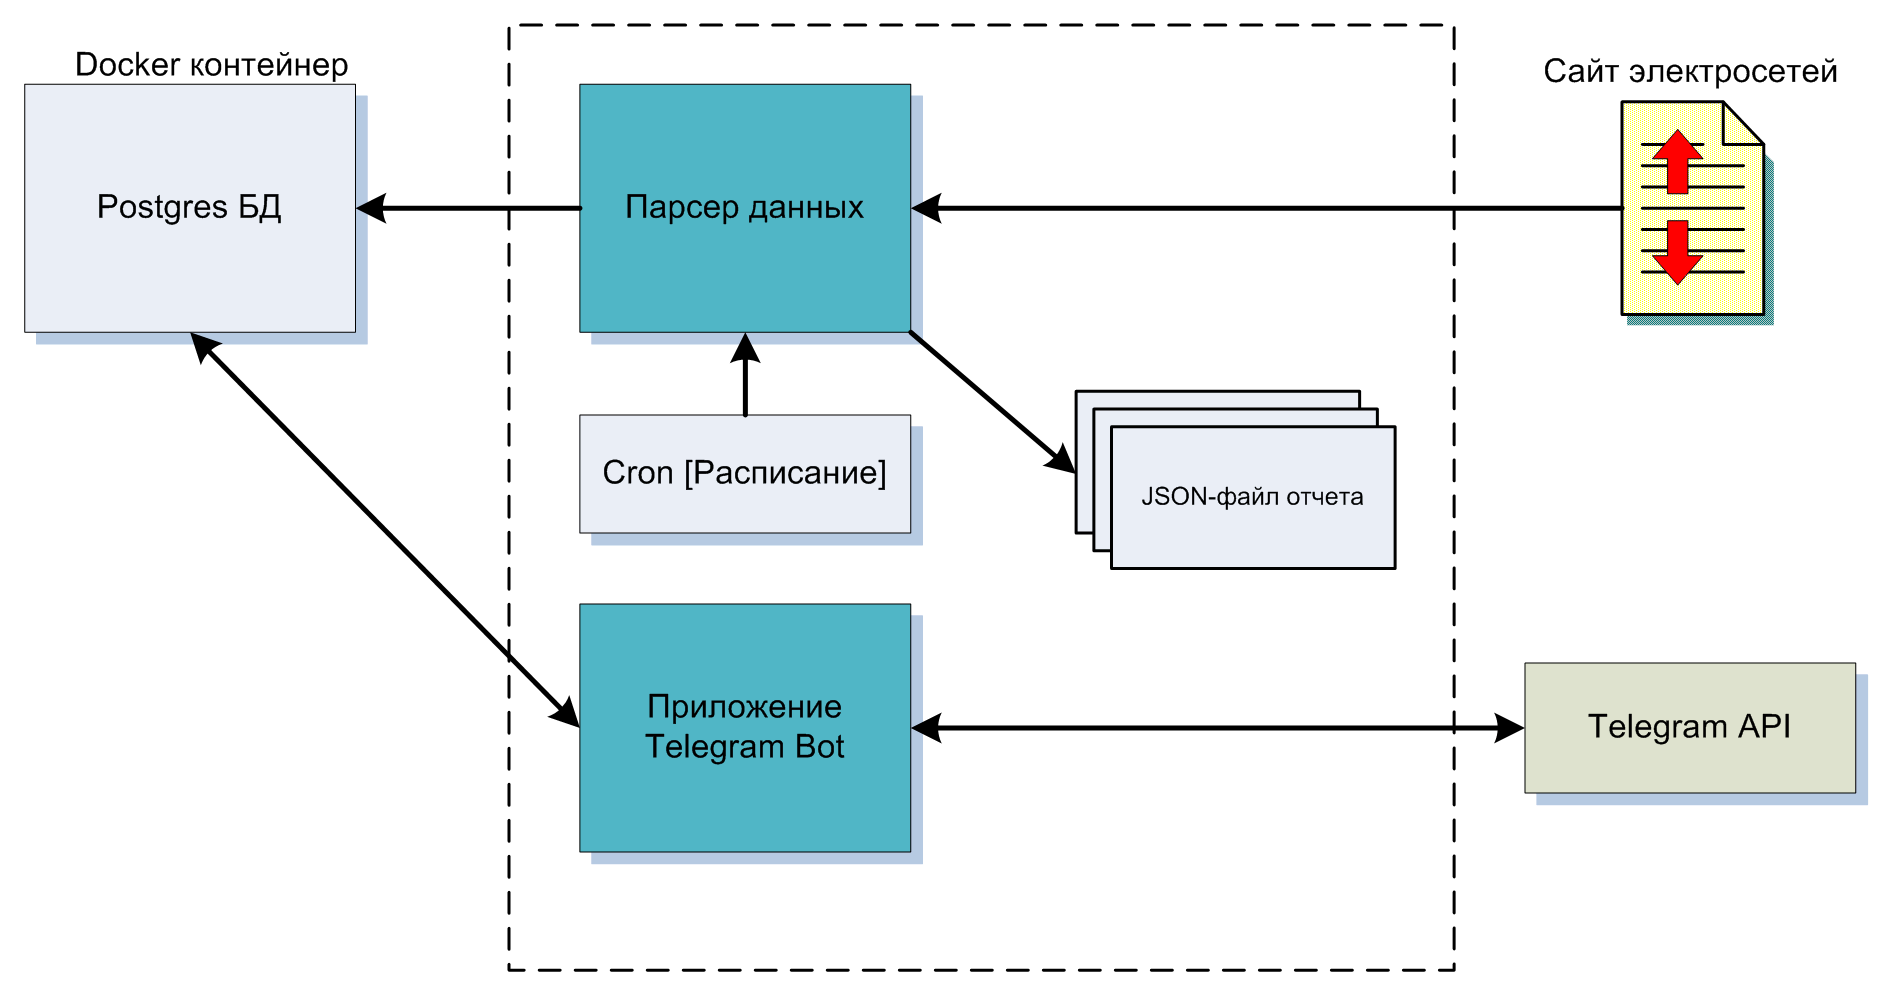 Docker контейнер
Сайт электросетей
Postgres БД
Парсер данных
Cron [Расписание]
JSON-файл отчета
Приложение
Telegram Bot
Telegram API